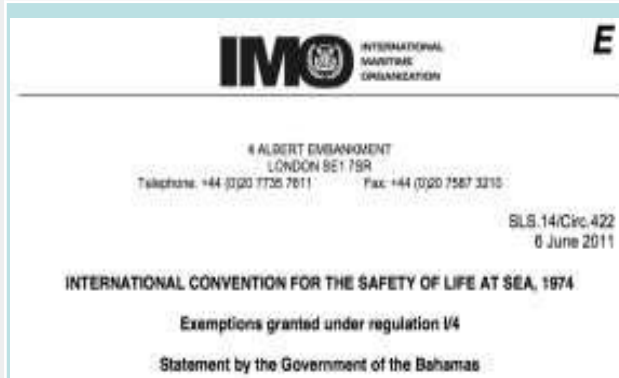 IMO
INTERNATIONAL
MARITIME
ORGANIZATION
E
4 ALBERT EMBANKMENT
LONDON SE1 7SR
Telephone: +44 (0)20 7735 7611 Fax: +44 (0)20 7587 3210
SLS.14/Circ.422
6 June 2011
INTERNATIONAL CONVENTION FOR THE SAFETY OF LIFE AT SEA, 1974
Exemptions granted under regulation I/4
Statement by the Government of the Bahamas